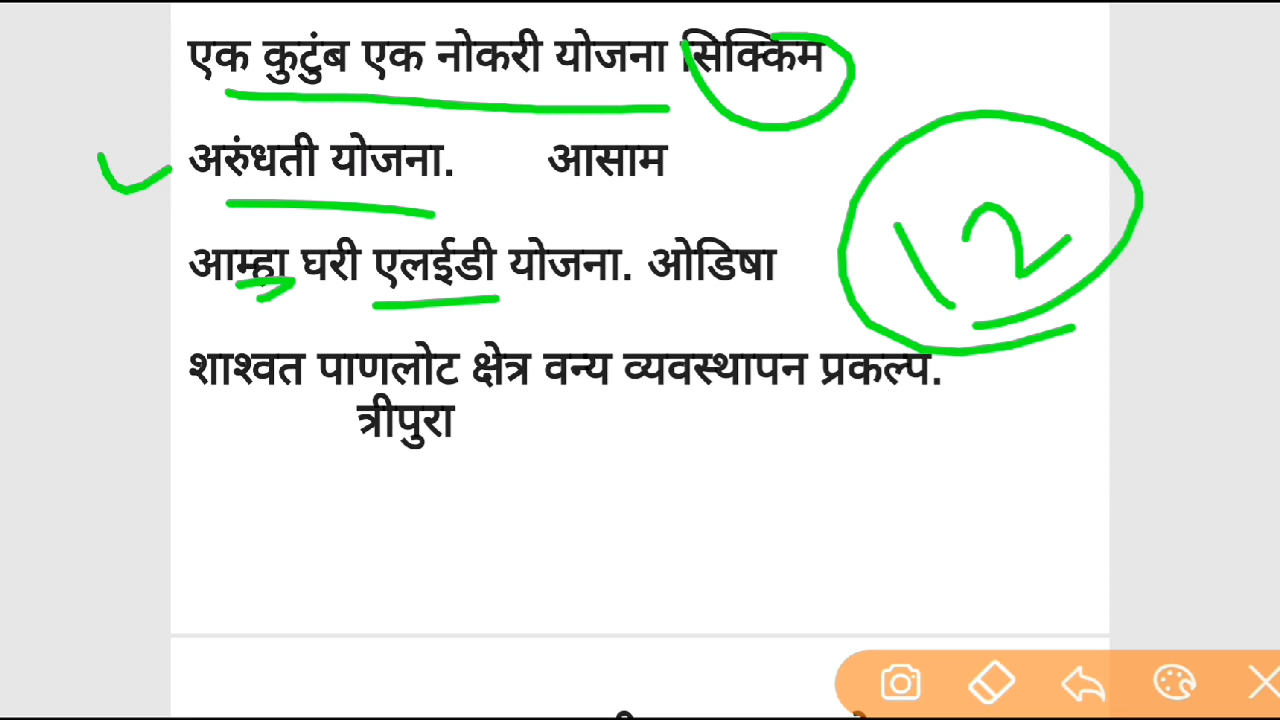 एक कुटुंब एक नोकरी योजना सिक्किम
अरुंधती योजना. आसाम
आम्हा घरी एलईडी योजना. ओडिषा
12
शाश्वत पाणलोट क्षेत्र वन्य व्यवस्थापन प्रकल्प.
त्रीपुरा